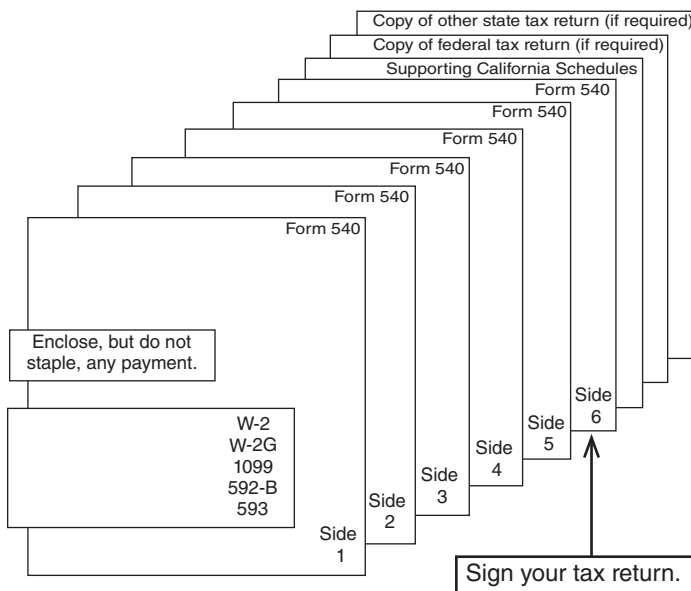 Copy of other state tax return (if required)
Copy of federal tax return (if required)
Supporting California Schedules
Form 540
Form 540
Form 540
Form 540
Form 540
Form 540
Enclose, but do not
staple, any payment.
W-2
W-2G
1099
592-B
593
Side
1
Side
2
Side
3
Side
4
Side
5
Side
6
Sign your tax return.